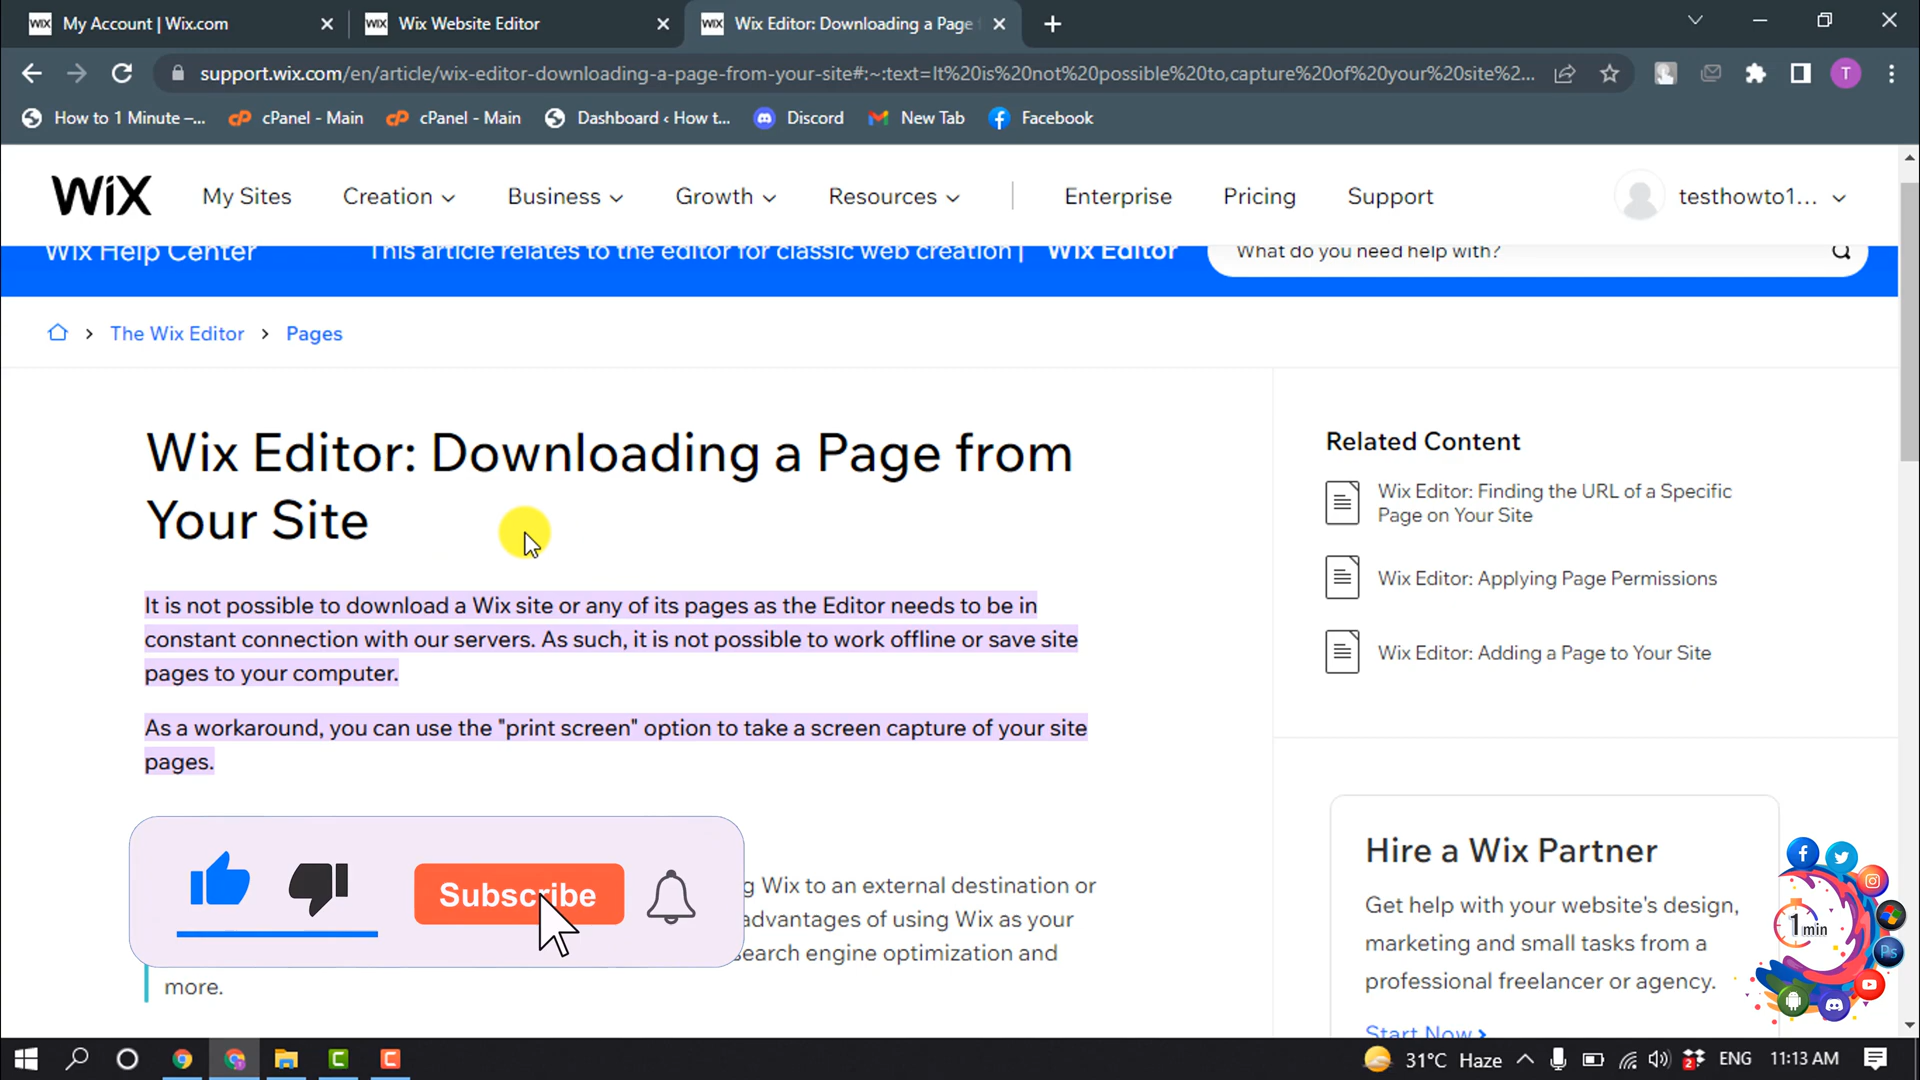 My Account | Wix.com
Wix Website Editor
Wix Editor: Downloading a Page
support.wix.com/en/article/wix-editor-downloading-a-page-from-your-site#:~:text=It%20is%20not%20possible%20to,capture%20of%20your%20site%2...
T
How to 1 Minute –...
cPanel - Main
cPanel - Main
Dashboard ‹ How t...
Discord
New Tab
Facebook
WiX
My Sites
Creation
Business
Growth
Resources
Enterprise
Pricing
Support
testhowto1...
Wix Help Center
This article relates to the editor for classic web creation | Wix Editor
What do you need help with?
The Wix Editor > Pages
Wix Editor: Downloading a Page from
Your Site
It is not possible to download a Wix site or any of its pages as the Editor needs to be in
constant connection with our servers. As such, it is not possible to work offline or save site
pages to your computer.
As a workaround, you can use the "print screen" option to take a screen capture of your site
pages.
g Wix to an external destination or
advantages of using Wix as your
earch engine optimization and
more.
Subscribe
Related Content
Wix Editor: Finding the URL of a Specific
Page on Your Site
Wix Editor: Applying Page Permissions
Wix Editor: Adding a Page to Your Site
Hire a Wix Partner
Get help with your website's design,
marketing and small tasks from a
professional freelancer or agency.
Start Now >
1 min
Ps
31°C Haze
ENG
11:13 AM